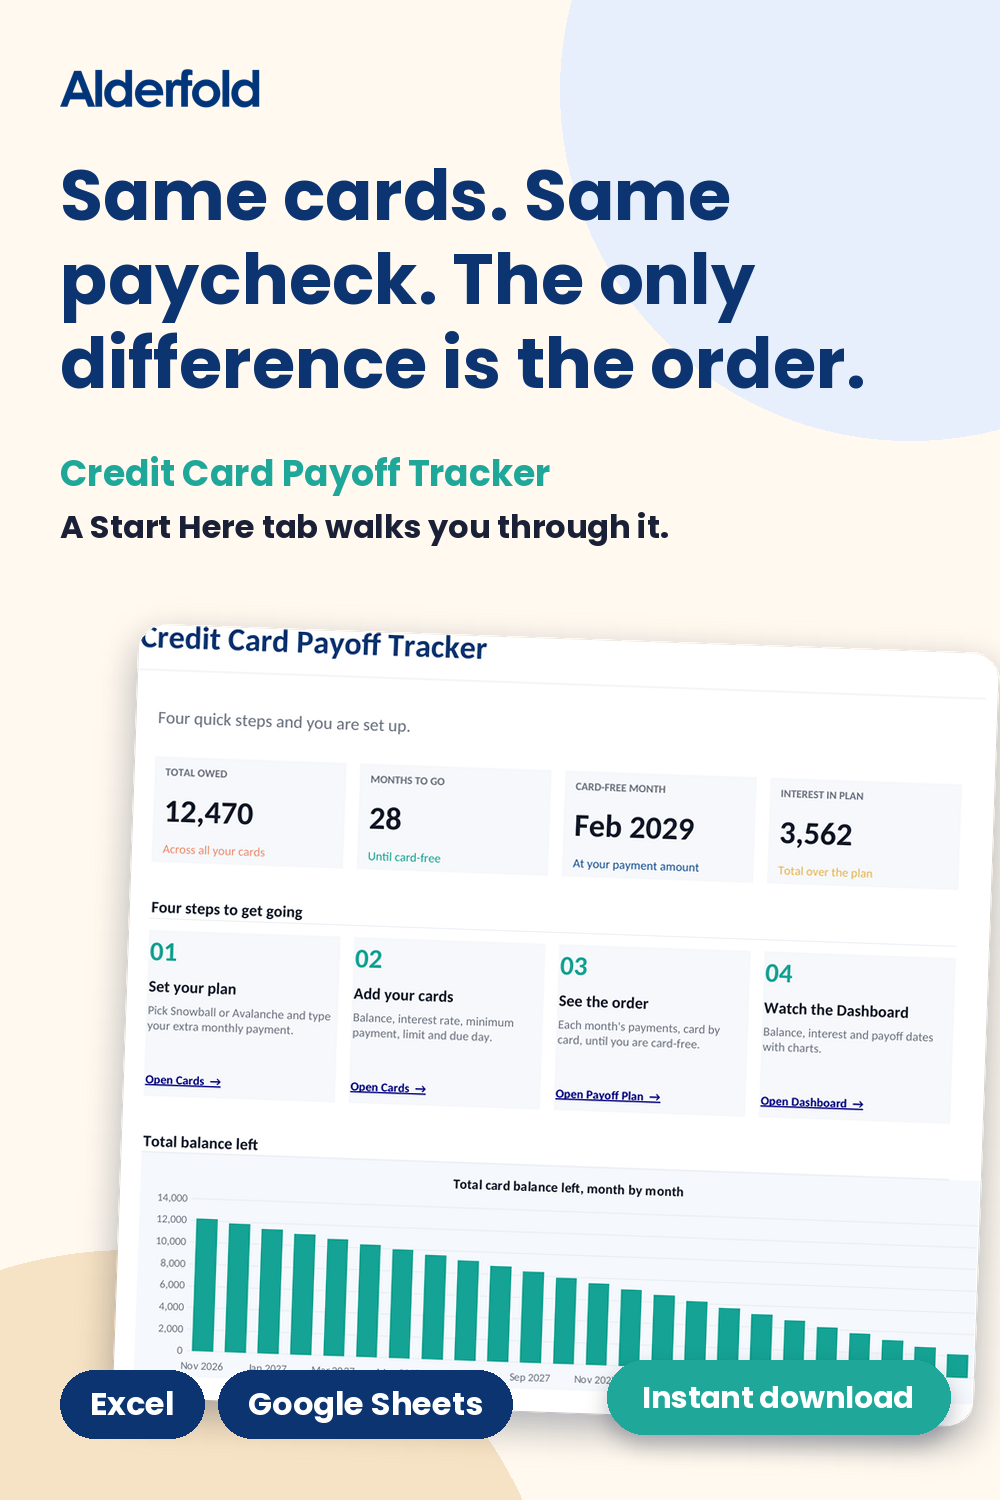 Alderfold
Same cards. Same
paycheck. The only
difference is the order.
Credit Card Payoff Tracker
A Start Here tab walks you through it.
Credit Card Payoff Tracker
Four quick steps and you are set up.
TOTAL OWED
12,470
Across all your cards
MONTHS TO GO
28
Until card-free
CARD-FREE MONTH
Feb 2029
At your payment amount
INTEREST IN PLAN
3,562
Total over the plan
Four steps to get going
01
Set your plan
Pick Snowball or Avalanche and type
your extra monthly payment.
Open Cards →
02
Add your cards
Balance, interest rate, minimum
payment, limit and due day.
Open Cards →
03
See the order
Each month's payments, card by
card, until you are card-free.
Open Payoff Plan →
04
Watch the Dashboard
Balance, interest and payoff dates
with charts.
Open Dashboard →
Total balance left
Total card balance left, month by month
14,000
12,000
10,000
8,000
6,000
4,000
2,000
0
Nov 2026
Jan 2027
Mar 2027
Sep 2027
Nov
Excel
Google Sheets
Instant download